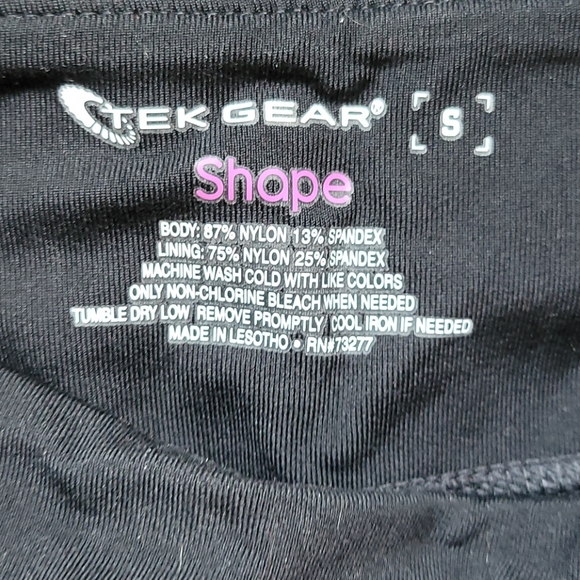 TEK GEAR® S
Shape
BODY: 87% NYLON 13% SPANDEX
LINING: 75% NYLON 25% SPANDEX
MACHINE WASH COLD WITH LIKE COLORS
ONLY NON-CHLORINE BLEACH WHEN NEEDED
TUMBLE DRY LOW REMOVE PROMPTLY COOL IRON IF NEEDED
MADE IN LESOTHO • RN#73277